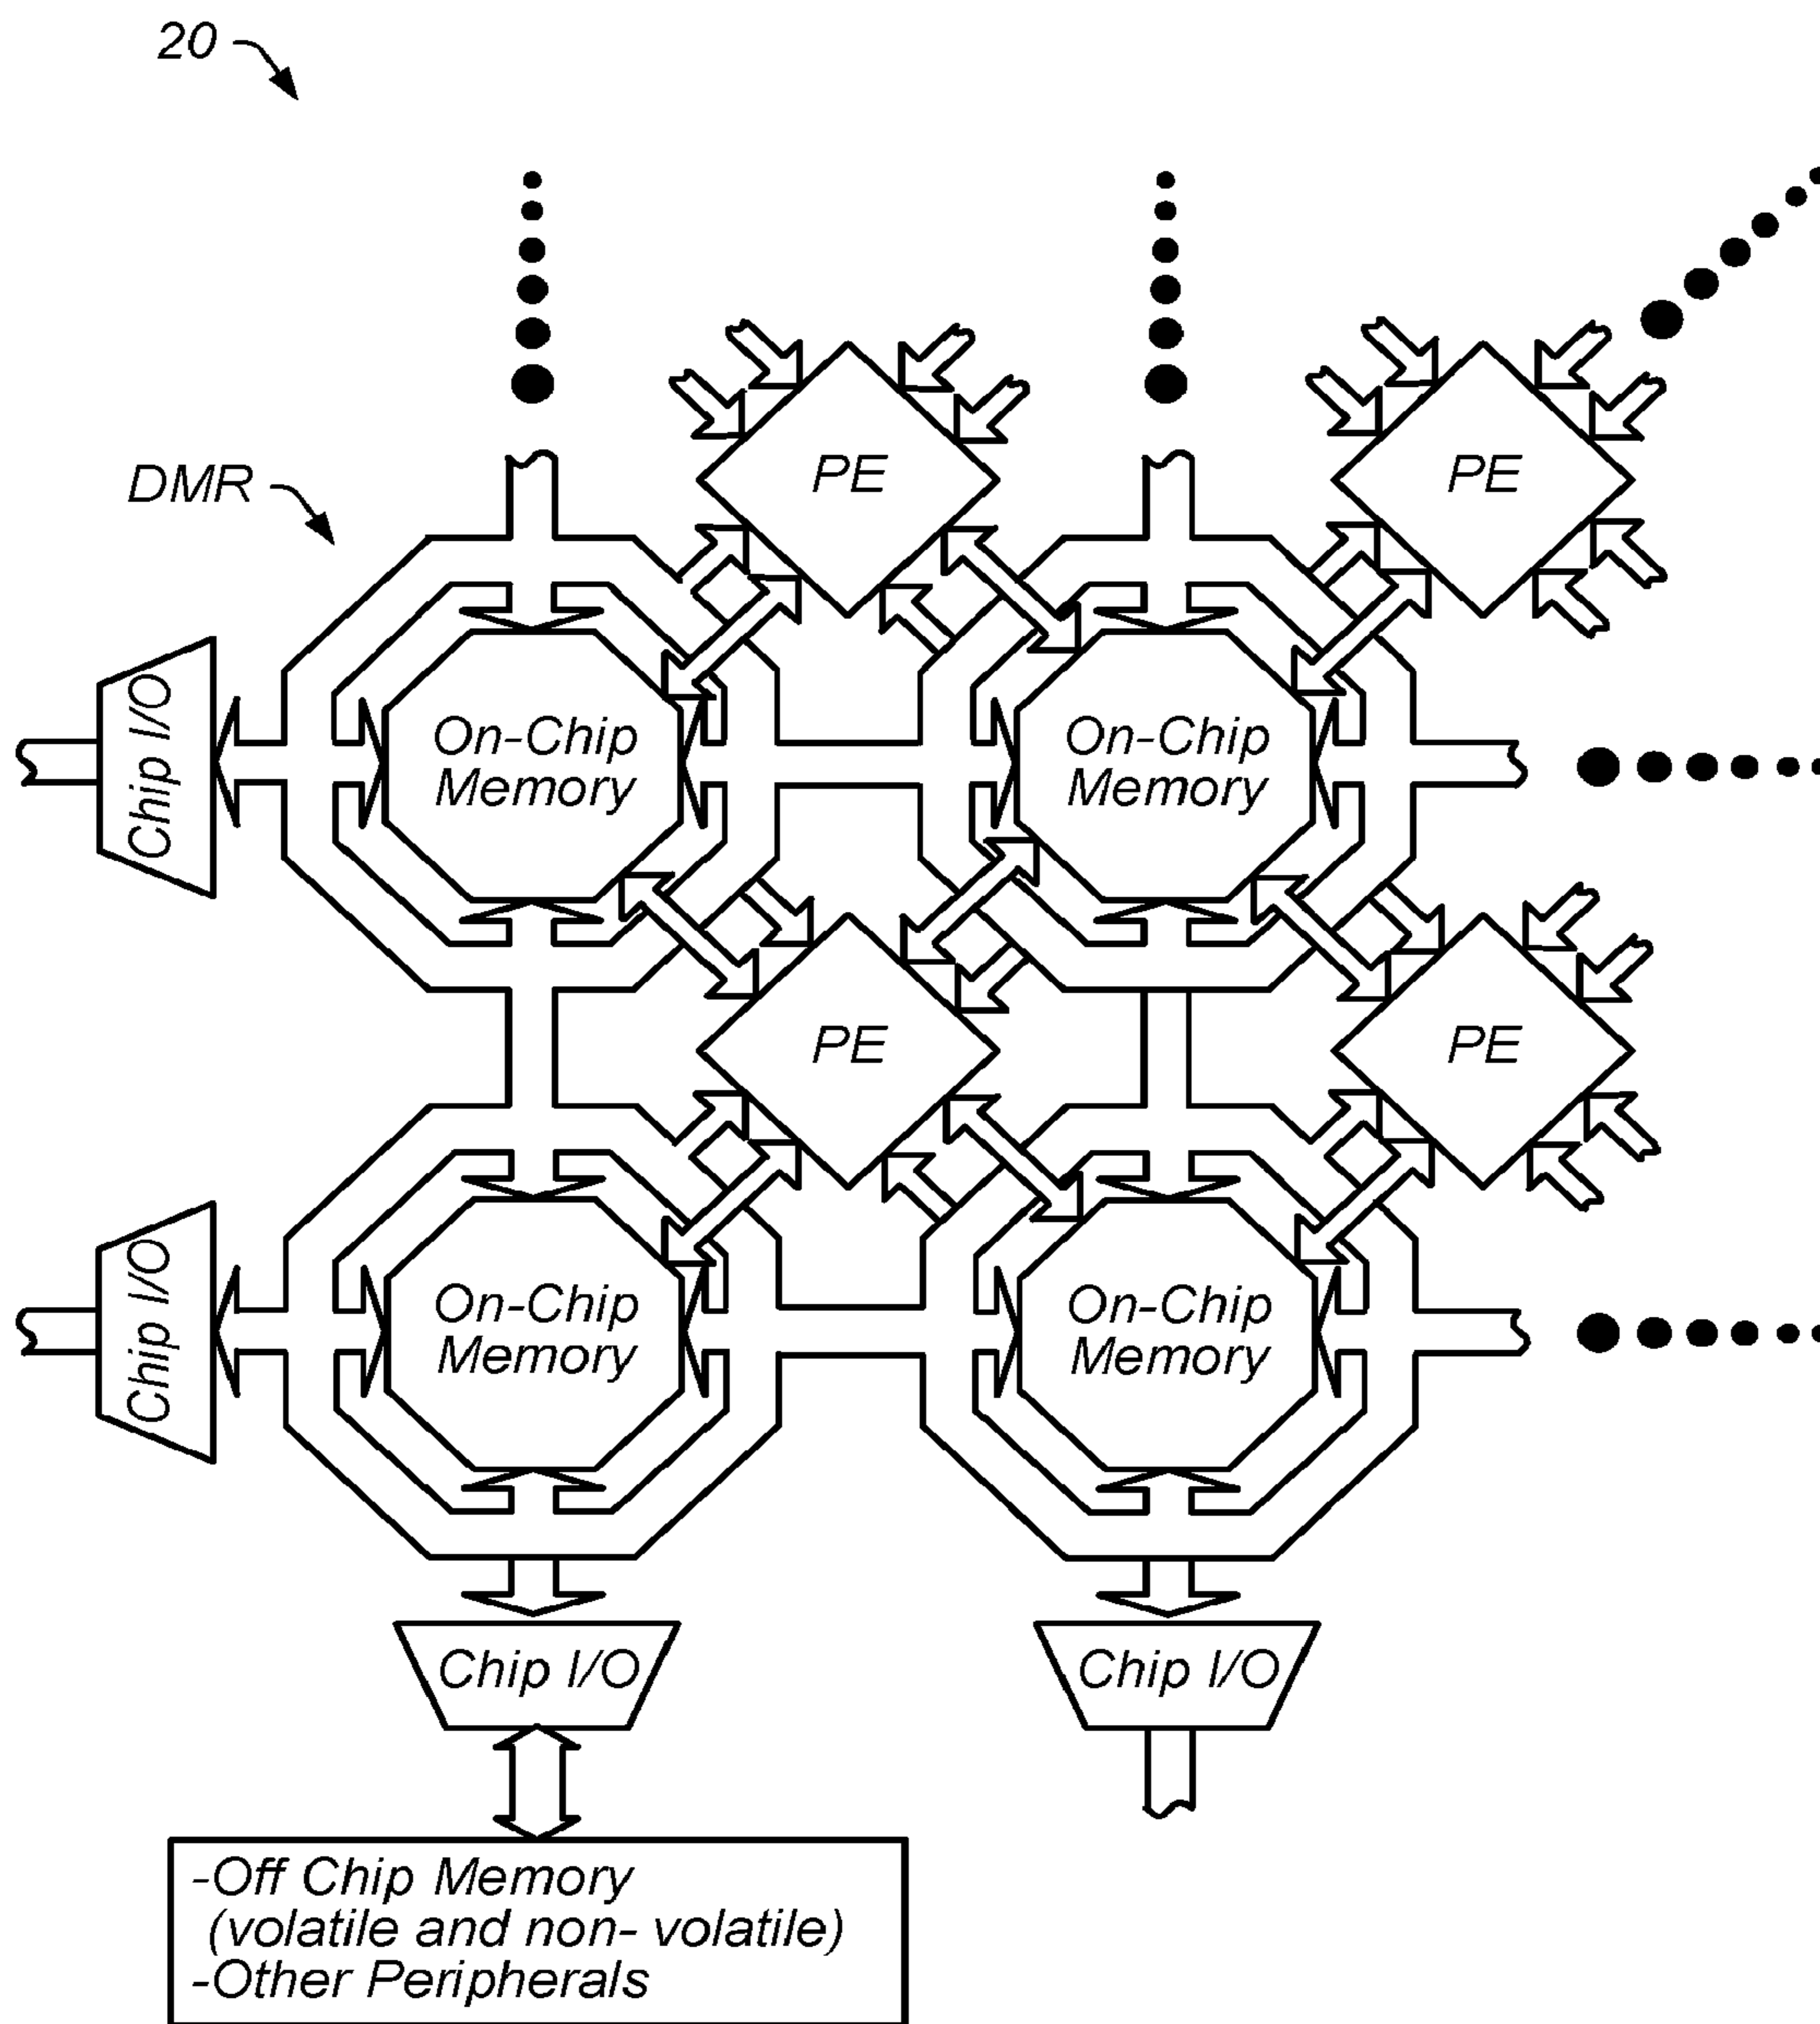 20
PE
PE
DMR
Chip I/O
On-Chip
Memory
On-Chip
Memory
PE
PE
Chip I/O
On-Chip
Memory
On-Chip
Memory
Chip I/O
Chip I/O
-Off Chip Memory
(volatile and non- volatile)
-Other Peripherals